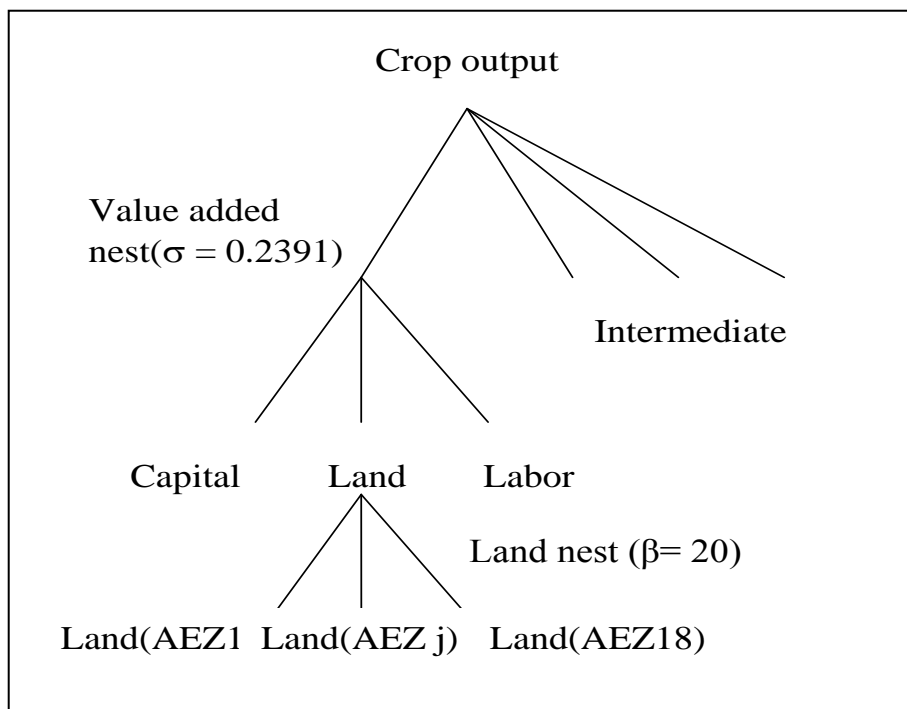 Crop output
Value added
nest(σ = 0.2391)
Intermediate
Capital Land Labor
Land nest (β= 20)
Land(AEZ1 Land(AEZ j) Land(AEZ18)